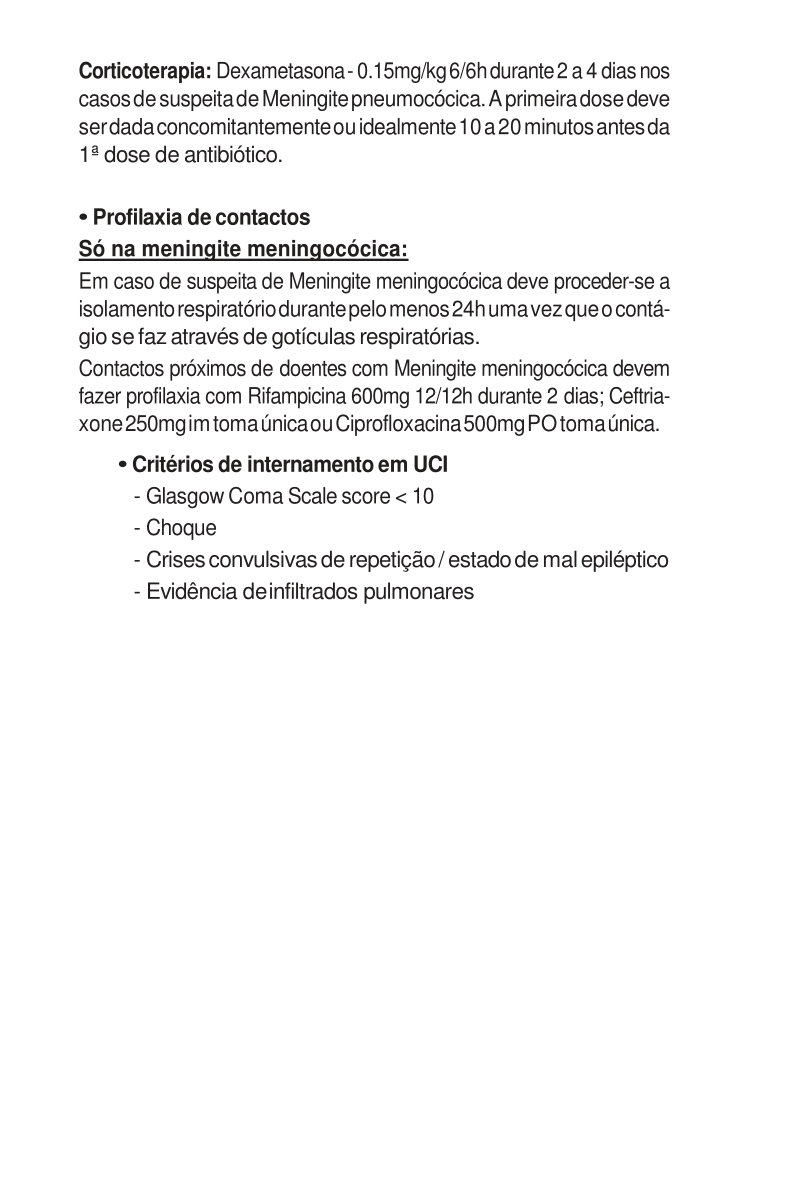 Corticoterapia: Dexametasona - 0.15mg/kg 6/6h durante 2 a 4 dias nos
casos de suspeita de Meningite pneumocócica. A primeira dose deve
ser dada concomitantemente ou idealmente 10 a 20 minutos antes da
1ª dose de antibiótico.
• Profilaxia de contactos
Só na meningite meningocócica:
Em caso de suspeita de Meningite meningocócica deve proceder-se a
isolamento respiratório durante pelo menos 24h uma vez que o contá-
gio se faz através de gotículas respiratórias.
Contactos próximos de doentes com Meningite meningocócica devem
fazer profilaxia com Rifampicina 600mg 12/12h durante 2 dias; Ceftria-
xone 250mg im toma única ou Ciprofloxacina 500mg PO toma única.
• Critérios de internamento em UCI
- Glasgow Coma Scale score < 10
- Choque
- Crises convulsivas de repetição / estado de mal epiléptico
- Evidência de infiltrados pulmonares